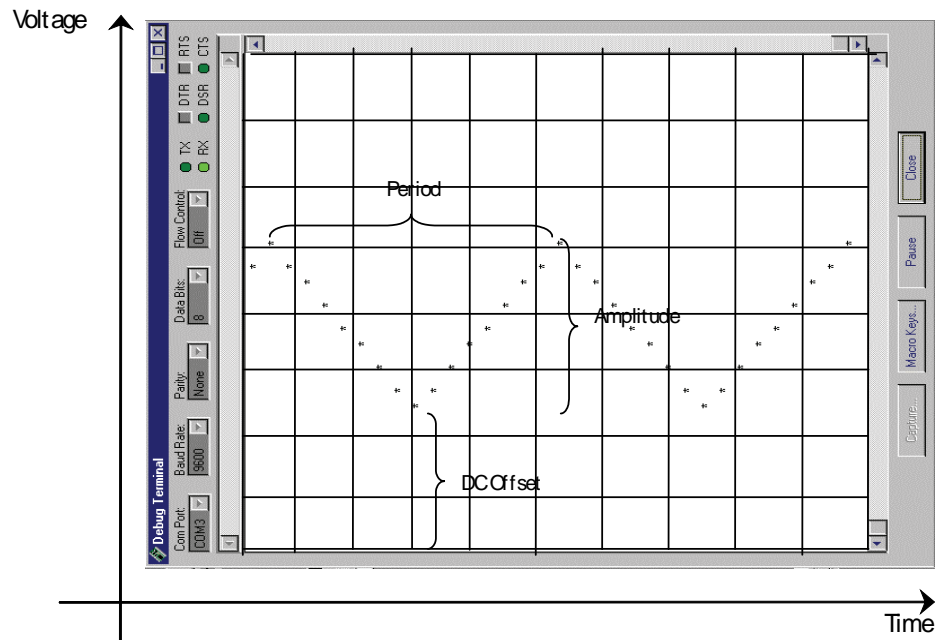 Voltage
Debug Terminal
Com Port: Baud Rate: Parity: Data Bits: Flow Control:
COM3 9600 None 8 Off
TX DTR RTS
RX DSR CTS
Period
*
Amplitude
DC Offset
Capture... Macro Keys... Pause Close
Time